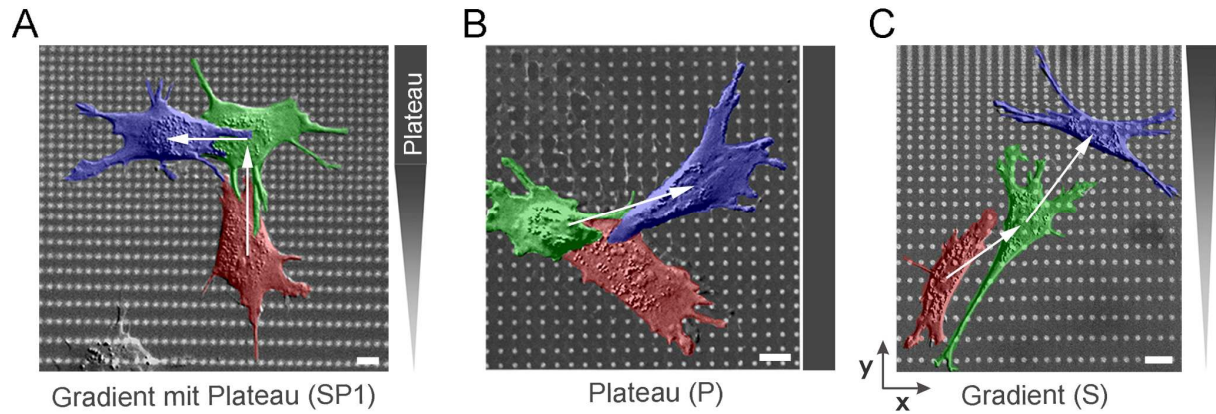 A
Plateau
Gradient mit Plateau (SP1)
B
Plateau (P)
C
y
x
Gradient (S)